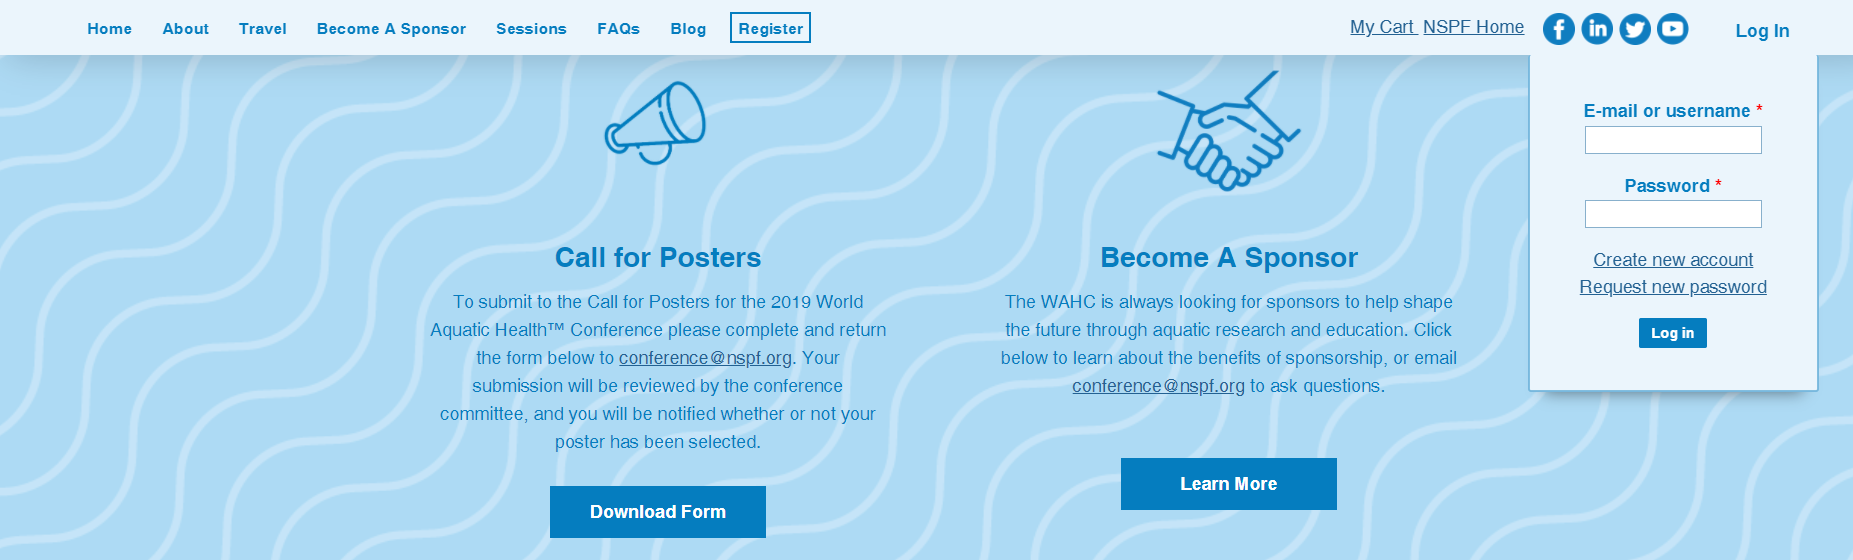 Home About Travel Become A Sponsor Sessions FAQs Blog Register My Cart NSPF Home Log In
E-mail or username *
Password *
Create new account
Request new password
Log in
Call for Posters
To submit to the Call for Posters for the 2019 World
Aquatic Health™ Conference please complete and return
the form below to conference@nspf.org. Your
submission will be reviewed by the conference
committee, and you will be notified whether or not your
poster has been selected.
Download Form
Become A Sponsor
The WAHC is always looking for sponsors to help shape
the future through aquatic research and education. Click
below to learn about the benefits of sponsorship, or email
conference@nspf.org to ask questions.
Learn More